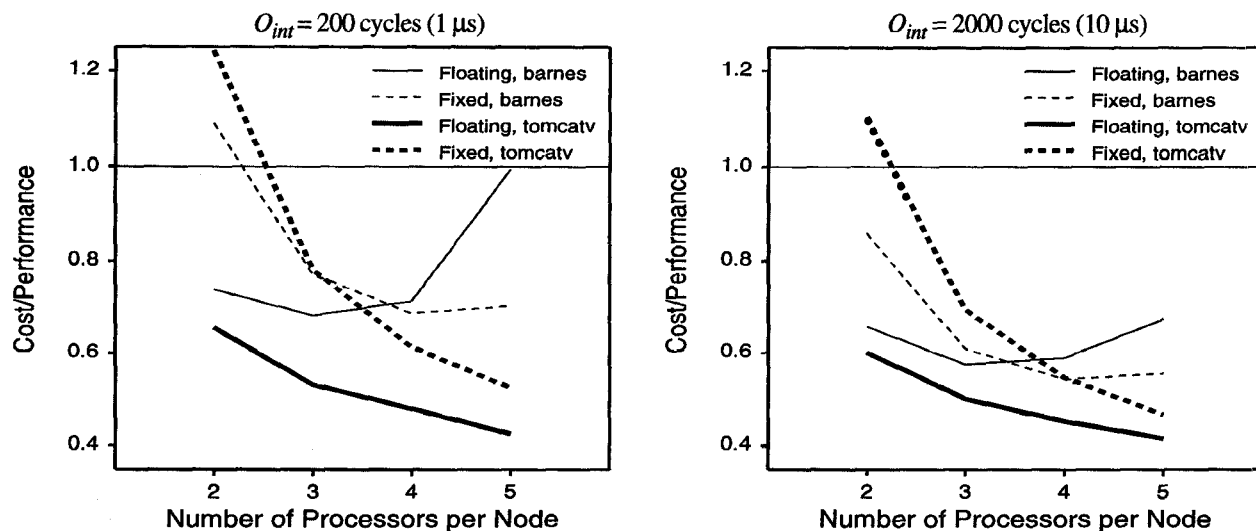 O_int = 200 cycles (1 µs)
Cost/Performance
1.2
1.0
0.8
0.6
0.4
Floating, barnes
Fixed, barnes
Floating, tomcatv
Fixed, tomcatv
2 3 4 5
Number of Processors per Node
O_int = 2000 cycles (10 µs)
Cost/Performance
1.2
1.0
0.8
0.6
0.4
Floating, barnes
Fixed, barnes
Floating, tomcatv
Fixed, tomcatv
2 3 4 5
Number of Processors per Node